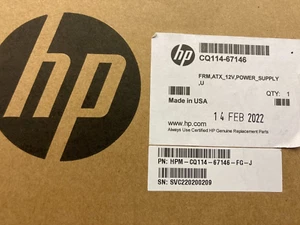 hp
hp
CQ114-67146
FRM,ATX_12V,POWER_SUPPLY
,U
QTY: 1
Made in USA
www.hp.com
14 FEB 2022
Always Use Certified HP Genuine Replacement Parts
PN: HPM-CQ114-67146-FG-J
SN: SVC220200209